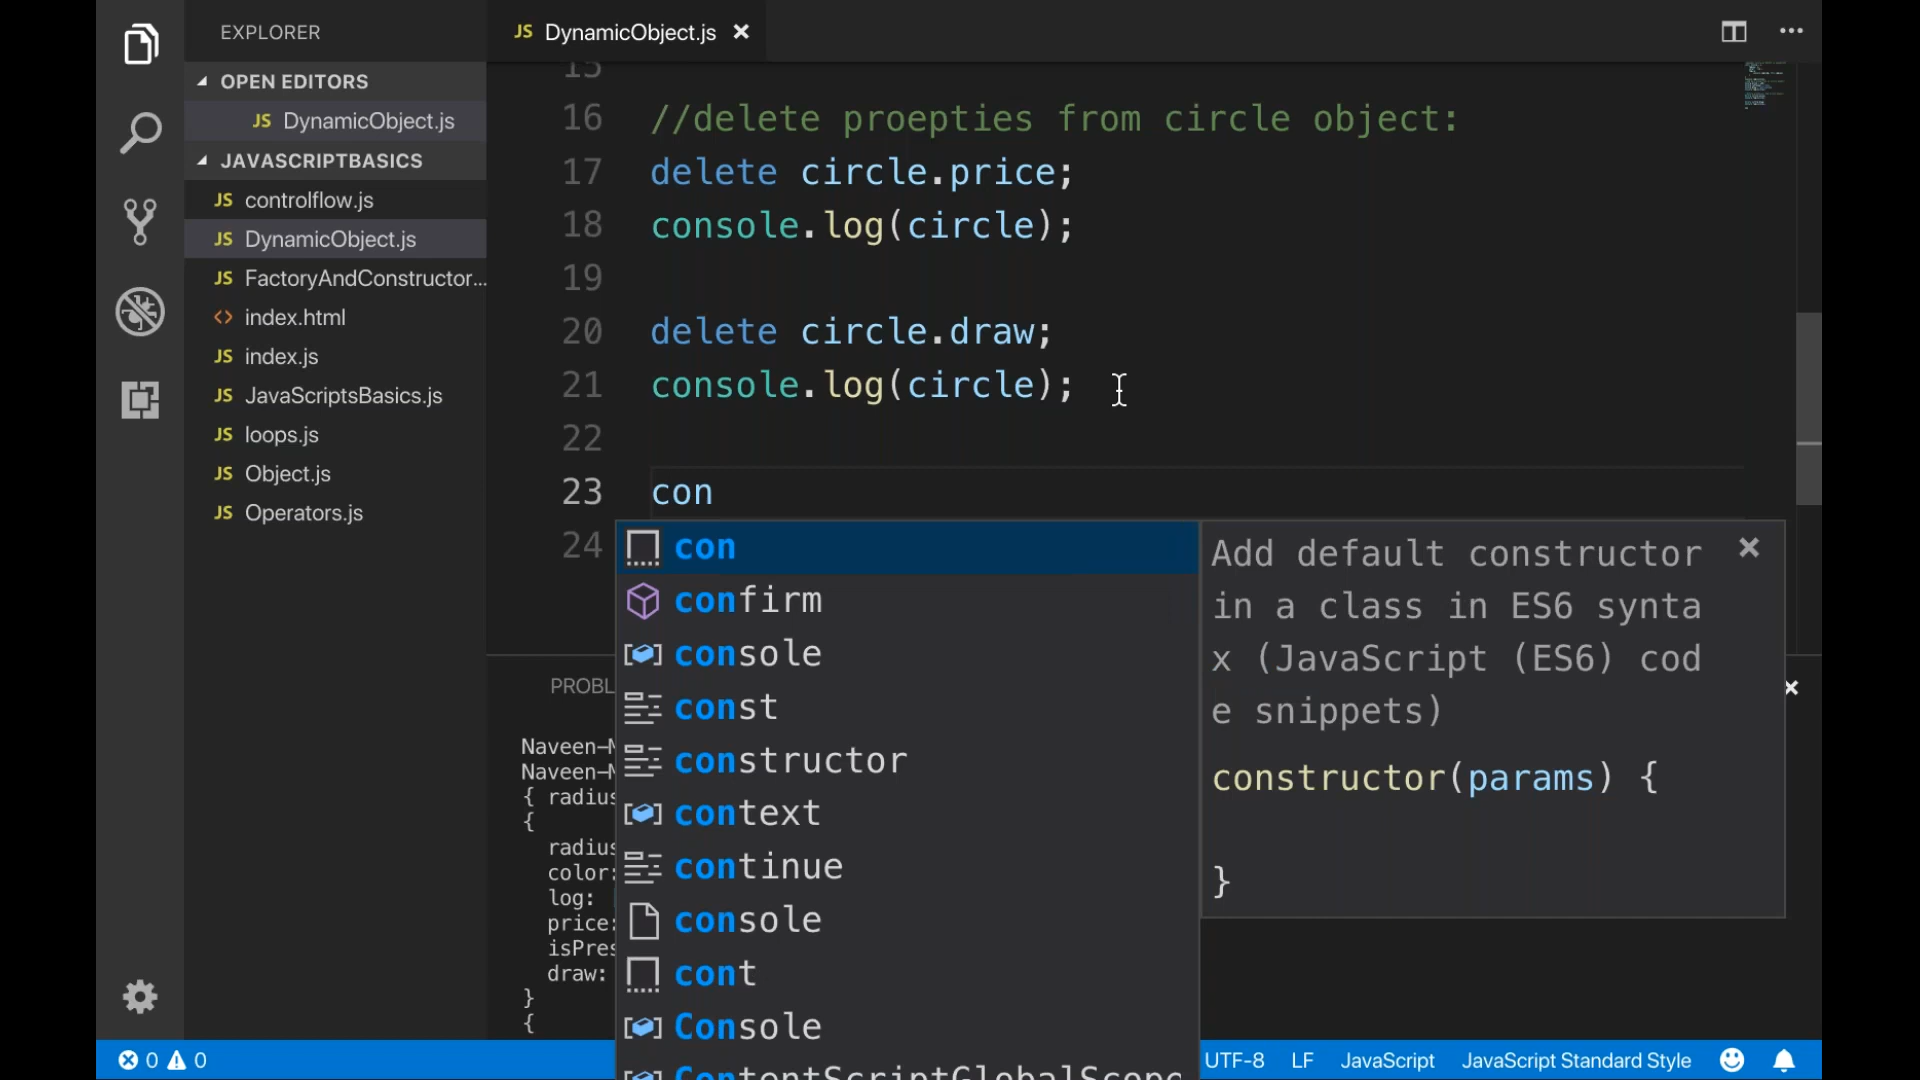 EXPLORER
OPEN EDITORS
JS DynamicObject.js
JAVASCRIPTBASICS
JS controlflow.js
JS DynamicObject.js
JS FactoryAndConstructor...
<> index.html
JS index.js
JS JavaScriptsBasics.js
JS loops.js
JS Object.js
JS Operators.js
JS DynamicObject.js ×
15
16 //delete proepties from circle object:
17 delete circle.price;
18 console.log(circle);
19
20 delete circle.draw;
21 console.log(circle);
22
23 con
24
con
confirm
console
const
constructor
context
continue
console
cont
Console
ContentScriptGlobalScope
Add default constructor
in a class in ES6 synta
x (JavaScript (ES6) cod
e snippets)
constructor(params) {
}
PROBL
Naveen-
Naveen-
{ radius
{
radius
color:
log:
price:
isPres
draw:
}
{
0 0
UTF-8 LF JavaScript JavaScript Standard Style